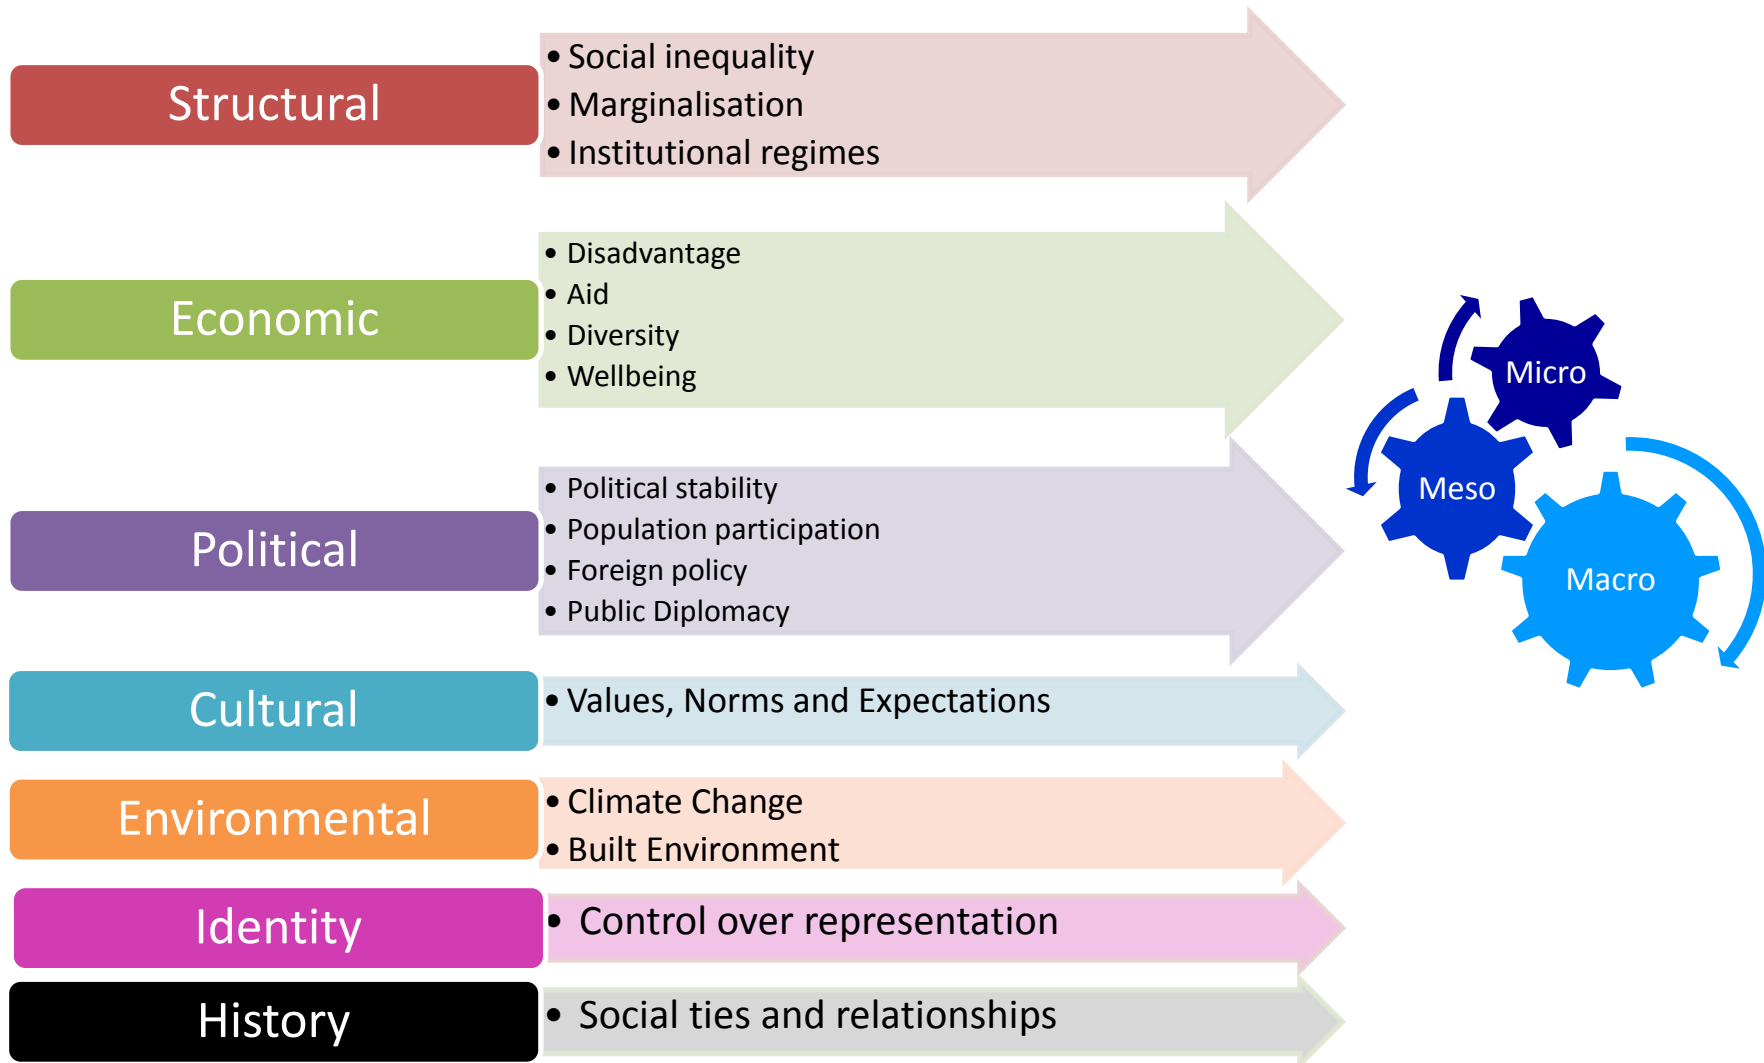 Structural
• Social inequality
• Marginalisation
• Institutional regimes
Economic
• Disadvantage
• Aid
• Diversity
• Wellbeing
Political
• Political stability
• Population participation
• Foreign policy
• Public Diplomacy
Cultural
• Values, Norms and Expectations
Environmental
• Climate Change
• Built Environment
Identity
• Control over representation
History
• Social ties and relationships
Micro
Meso
Macro